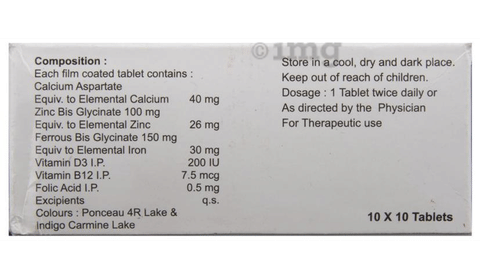 1mg
Composition :
Each film coated tablet contains :
Calcium Aspartate
Equiv. to Elemental Calcium 40 mg
Zinc Bis Glycinate 100 mg
Equiv. to Elemental Zinc 26 mg
Ferrous Bis Glycinate 150 mg
Equiv to Elemental Iron 30 mg
Vitamin D3 I.P. 200 IU
Vitamin B12 I.P. 7.5 mcg
Folic Acid I.P. 0.5 mg
Excipients q.s.
Colours : Ponceau 4R Lake &
Indigo Carmine Lake
Store in a cool, dry and dark place.
Keep out of reach of children.
Dosage : 1 Tablet twice daily or
As directed by the Physician
For Therapeutic use
10 X 10 Tablets